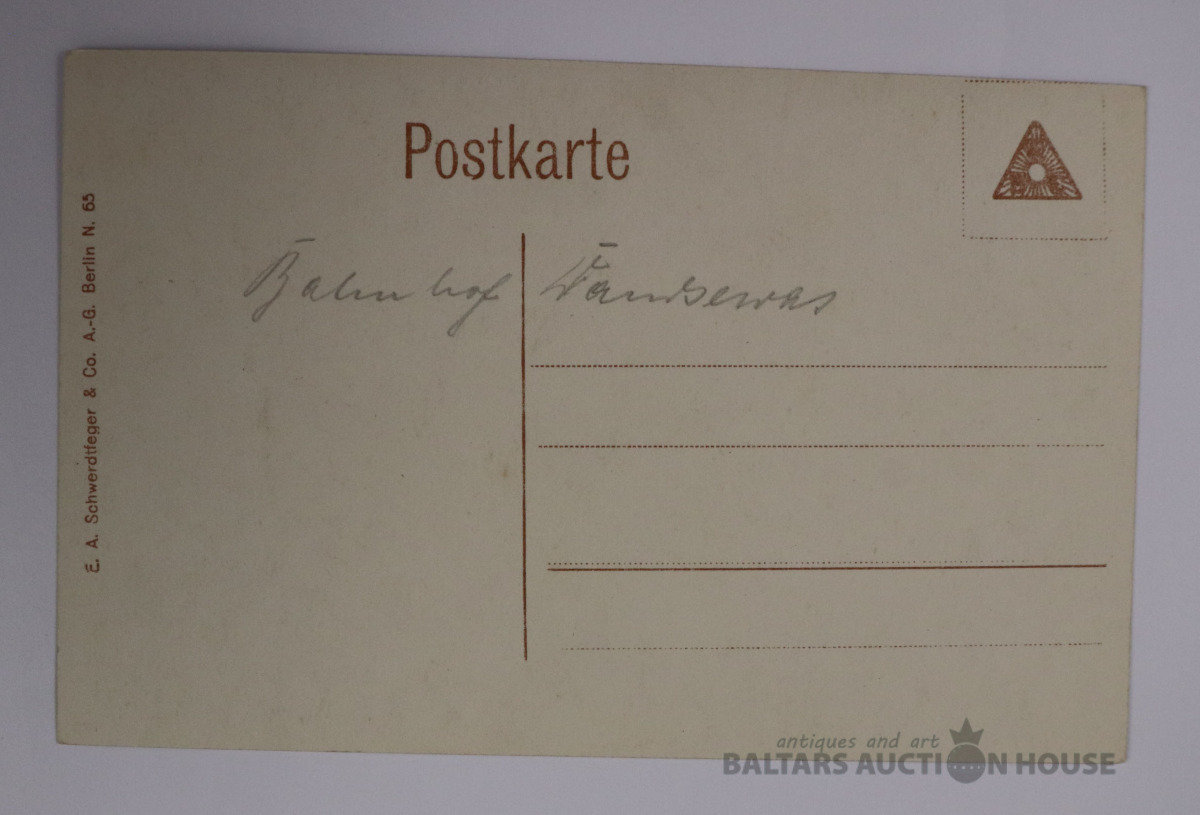 Postkarte
Bahnhof
E. A. Schwerdtfeger & Co. A.-G. Berlin N. 65
antiques and art
BALTARS AUCTION HOUSE